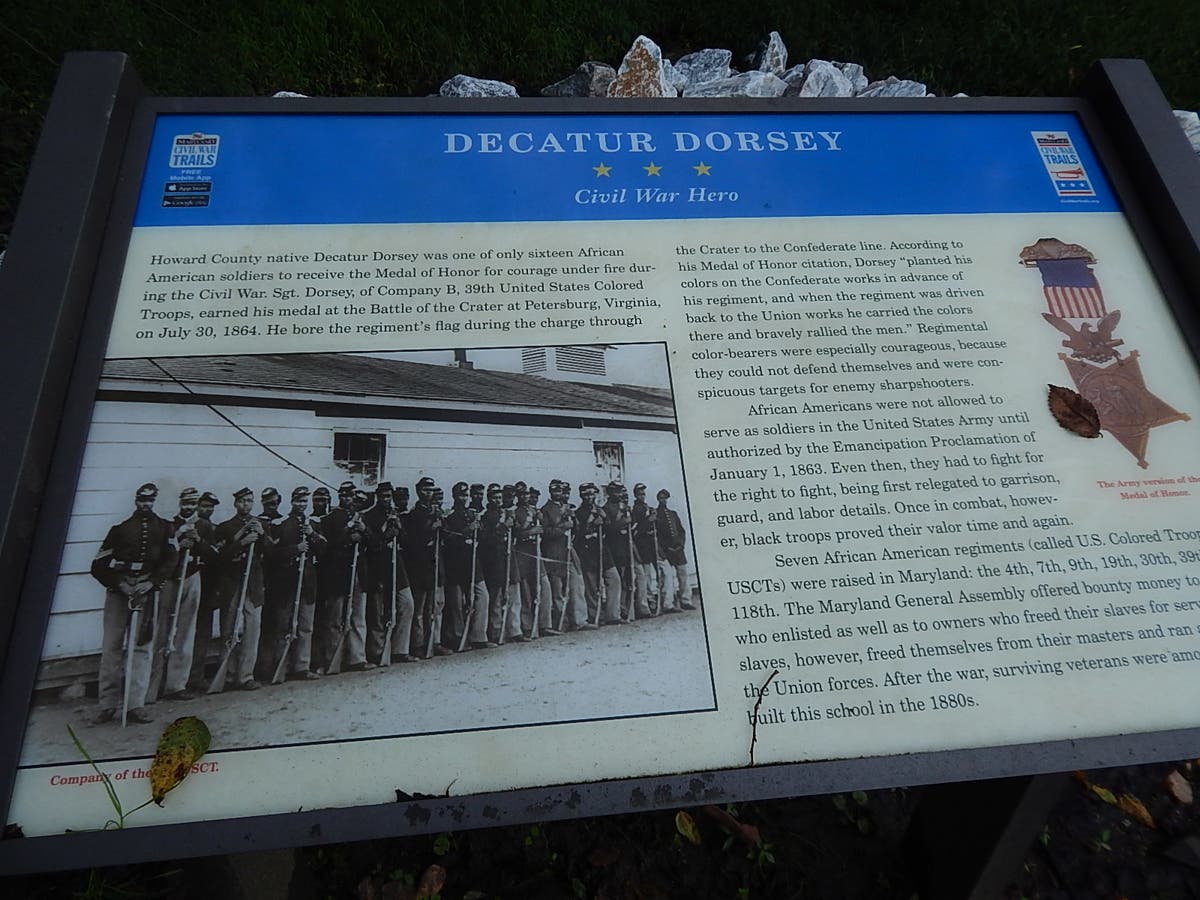 MARYLAND
CIVIL WAR
TRAILS
FREE
Mobile App
App Store
Google Play
DECATUR DORSEY
Civil War Hero
CIVIL WAR
TRAILS
Howard County native Decatur Dorsey was one of only sixteen African
American soldiers to receive the Medal of Honor for courage under fire dur-
ing the Civil War. Sgt. Dorsey, of Company B, 39th United States Colored
Troops, earned his medal at the Battle of the Crater at Petersburg, Virginia,
on July 30, 1864. He bore the regiment's flag during the charge through
Company of the SCT.
the Crater to the Confederate line. According to
his Medal of Honor citation, Dorsey “planted his
colors on the Confederate works in advance of
his regiment, and when the regiment was driven
back to the Union works he carried the colors
there and bravely rallied the men.” Regimental
color-bearers were especially courageous, because
they could not defend themselves and were con-
spicuous targets for enemy sharpshooters.
African Americans were not allowed to
serve as soldiers in the United States Army until
authorized by the Emancipation Proclamation of
January 1, 1863. Even then, they had to fight for
the right to fight, being first relegated to garrison,
guard, and labor details. Once in combat, howev-
er, black troops proved their valor time and again.
Seven African American regiments (called U.S. Colored Troo
USCTs) were raised in Maryland: the 4th, 7th, 9th, 19th, 30th, 39t
118th. The Maryland General Assembly offered bounty money to
who enlisted as well as to owners who freed their slaves for ser
slaves, however, freed themselves from their masters and ran
the Union forces. After the war, surviving veterans were amo
built this school in the 1880s.
The Army version of the
Medal of Honor.